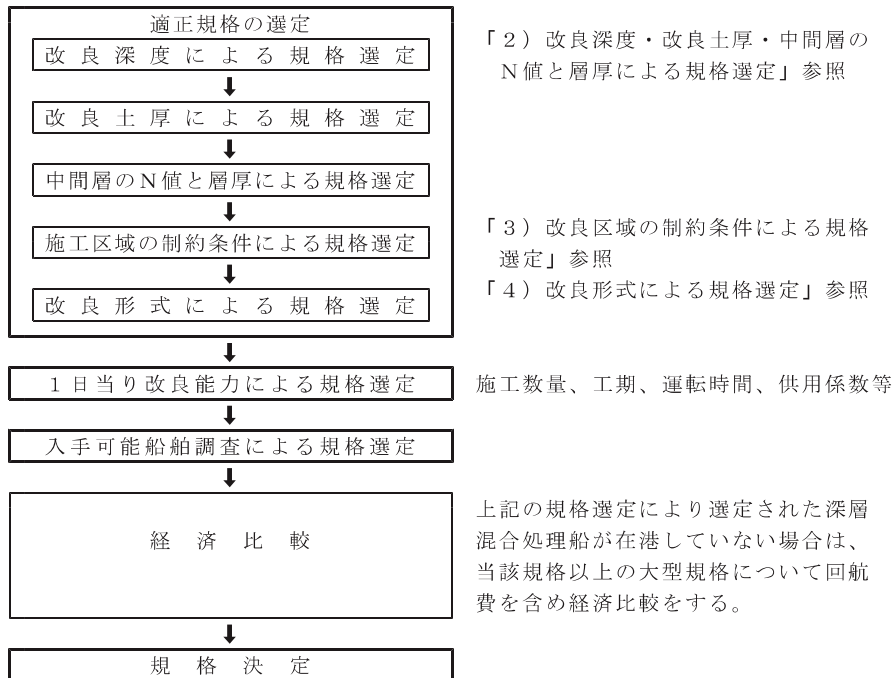 適正規格の選定
改良深度による規格選定
「２）改良深度・改良土厚・中間層の
Ｎ値と層厚による規格選定」参照
改良土厚による規格選定
中間層のＮ値と層厚による規格選定
施工区域の制約条件による規格選定
「３）改良区域の制約条件による規格
選定」参照
改良形式による規格選定
「４）改良形式による規格選定」参照
１日当り改良能力による規格選定
施工数量、工期、運転時間、供用係数等
入手可能船舶調査による規格選定
経済比較
上記の規格選定により選定された深層
混合処理船が在港していない場合は、
当該規格以上の大型規格について回航
費を含め経済比較をする。
規格決定